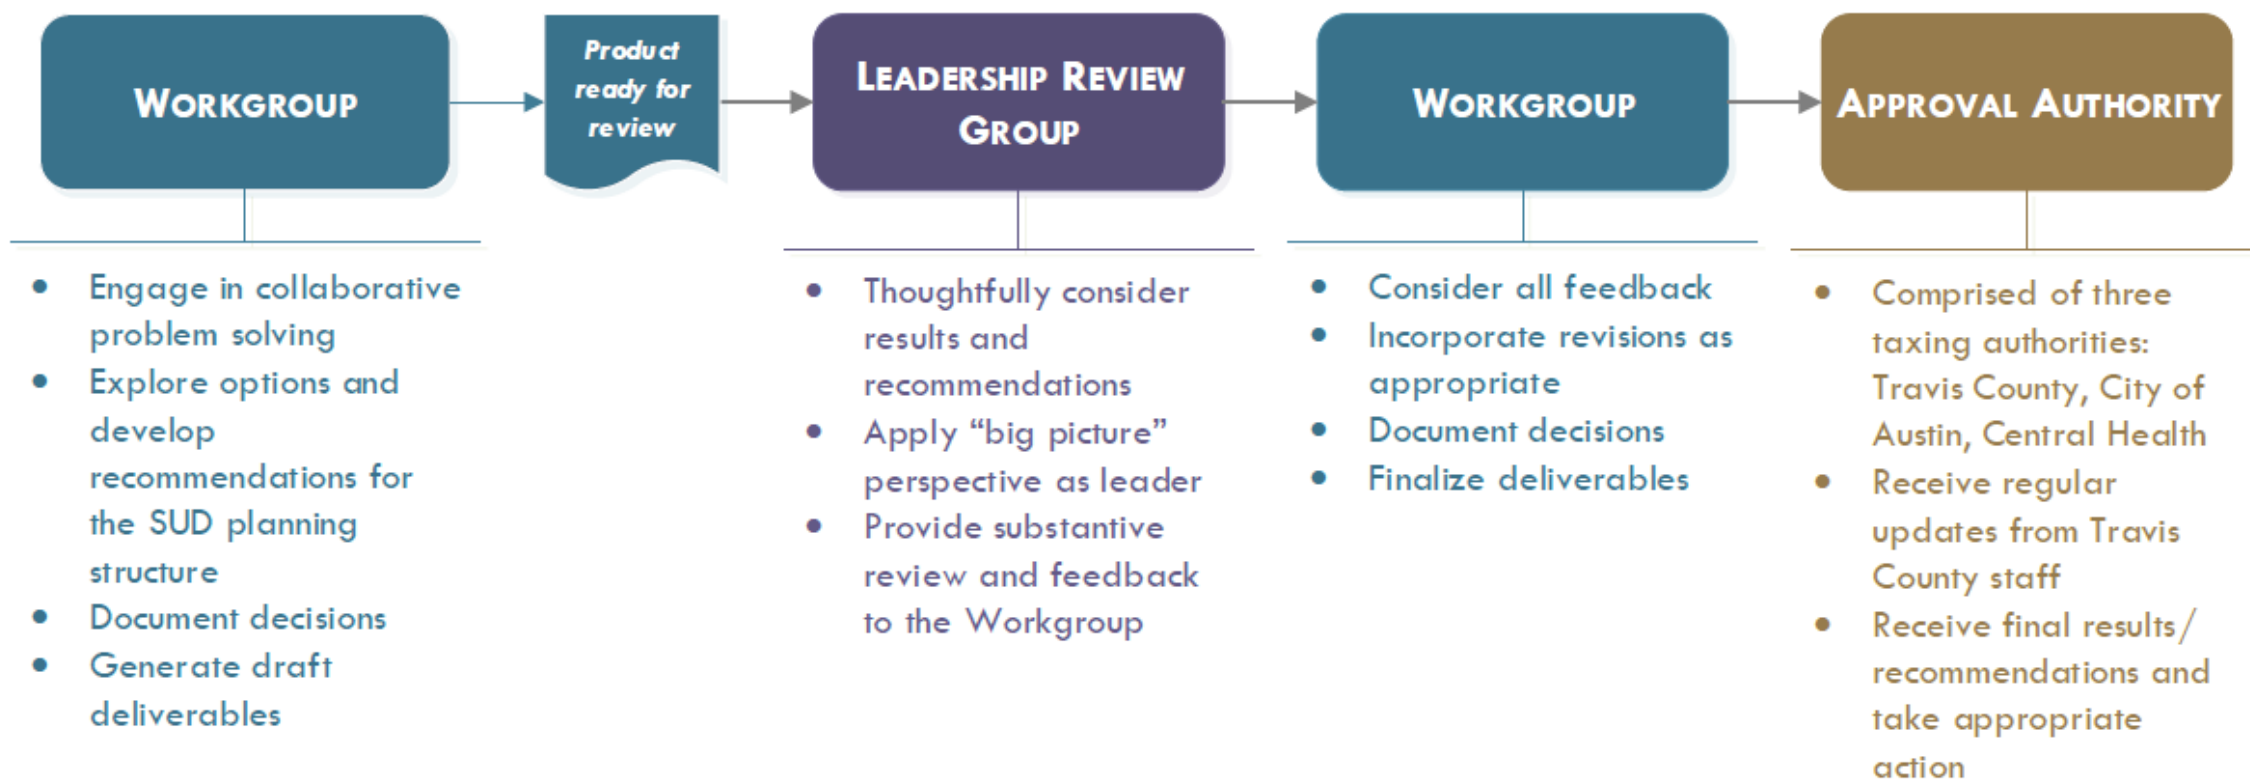 WORKGROUP
Product
ready for
review
LEADERSHIP REVIEW
GROUP
WORKGROUP
APPROVAL AUTHORITY
• Engage in collaborative
problem solving
• Explore options and
develop
recommendations for
the SUD planning
structure
• Document decisions
• Generate draft
deliverables
• Thoughtfully consider
results and
recommendations
• Apply “big picture”
perspective as leader
• Provide substantive
review and feedback
to the Workgroup
• Consider all feedback
• Incorporate revisions as
appropriate
• Document decisions
• Finalize deliverables
• Comprised of three
taxing authorities:
Travis County, City of
Austin, Central Health
• Receive regular
updates from Travis
County staff
• Receive final results/
recommendations and
take appropriate
action